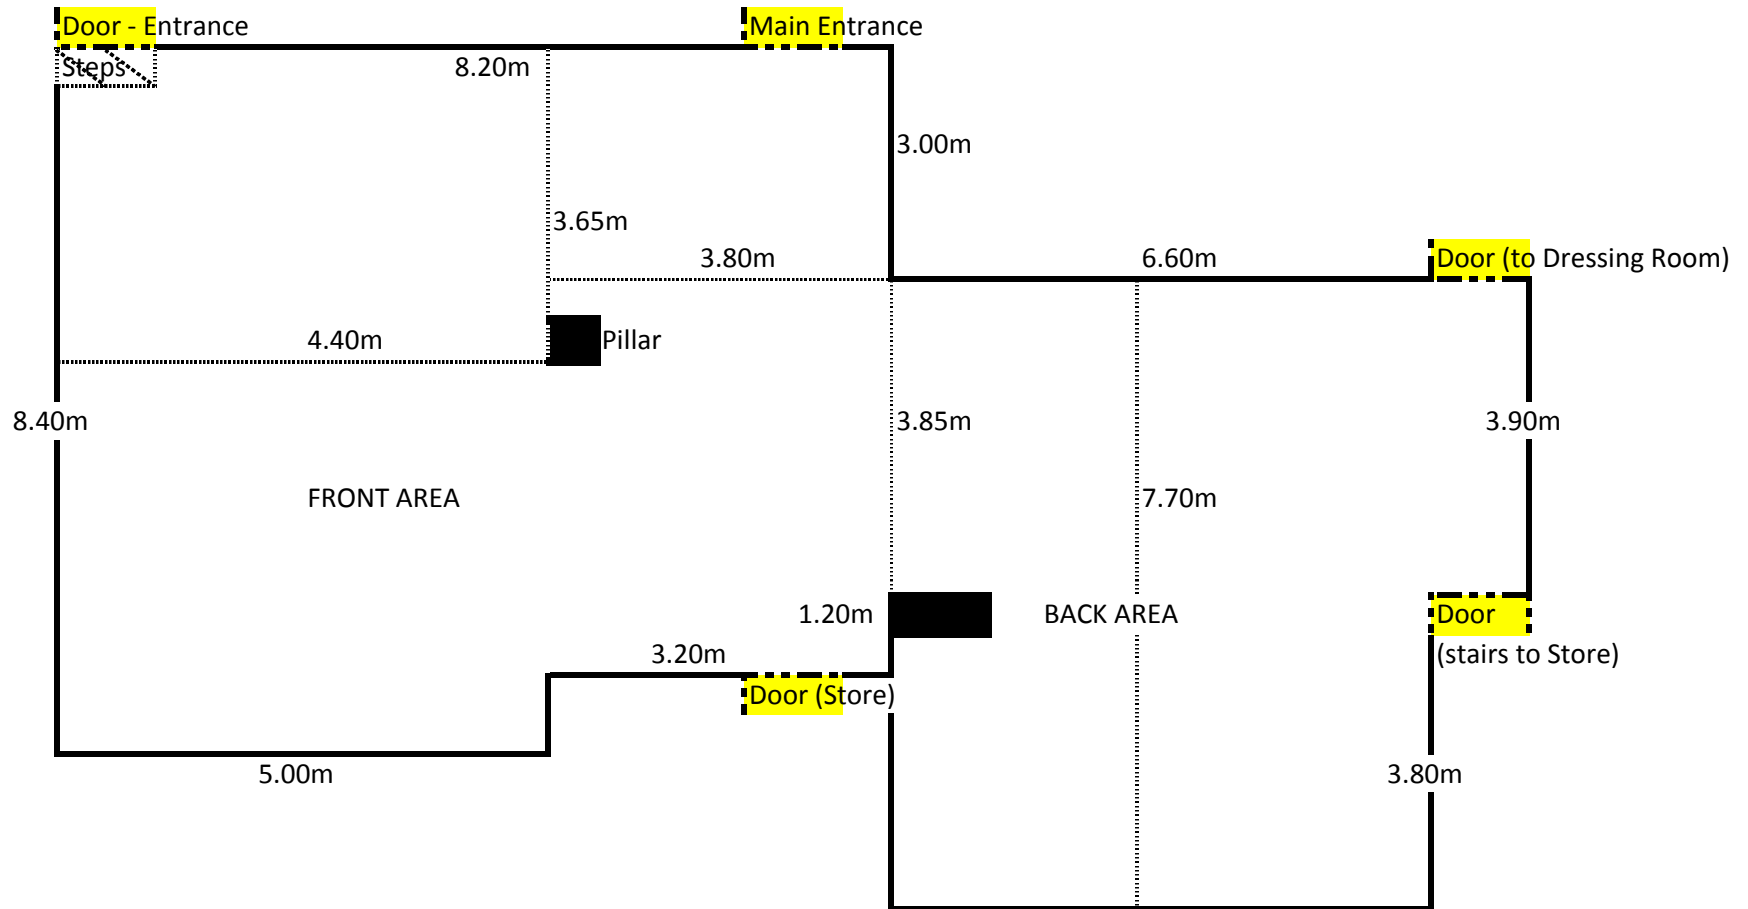 Door - Entrance
Main Entrance
Steps
8.20m
3.00m
3.65m
3.80m
6.60m
Door (to Dressing Room)
4.40m
Pillar
8.40m
3.85m
3.90m
FRONT AREA
7.70m
1.20m
BACK AREA
Door
3.20m
(stairs to Store)
Door (Store)
5.00m
3.80m